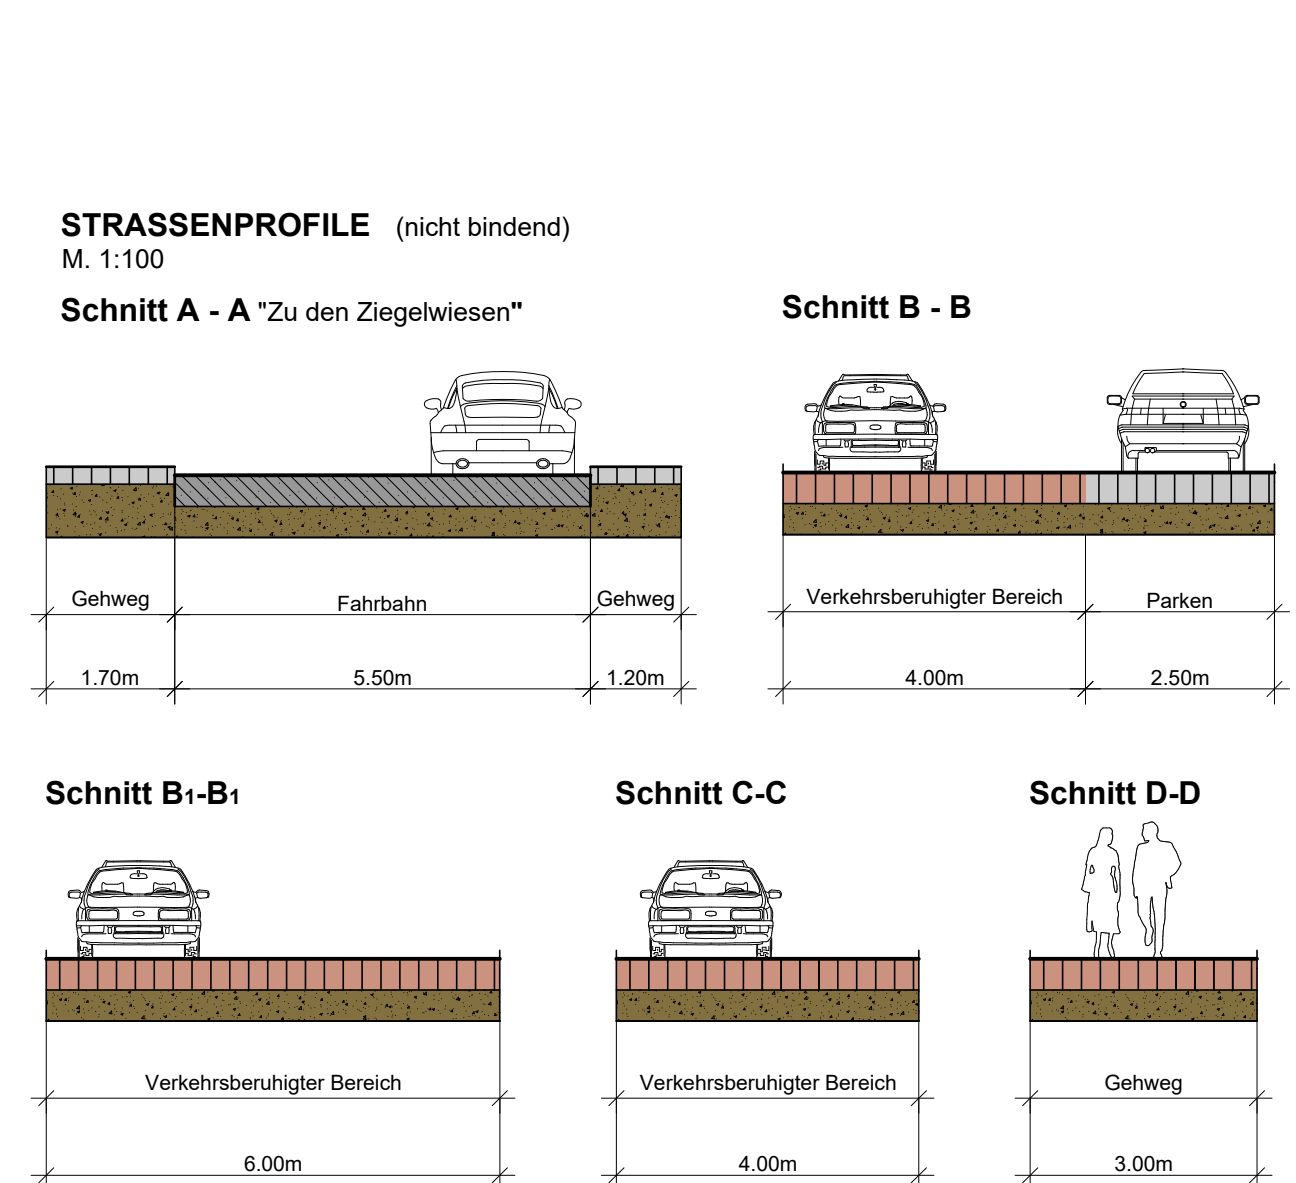 STRASSENPROFILE (nicht bindend)
M. 1:100
Schnitt A - A "Zu den Ziegelwiesen"
Schnitt B - B
Gehweg Fahrbahn Gehweg
Verkehrsberuhigter Bereich Parken
1.70m 5.50m 1.20m
4.00m 2.50m
Schnitt B1-B1
Schnitt C-C
Schnitt D-D
Verkehrsberuhigter Bereich
Verkehrsberuhigter Bereich
Gehweg
6.00m
4.00m
3.00m